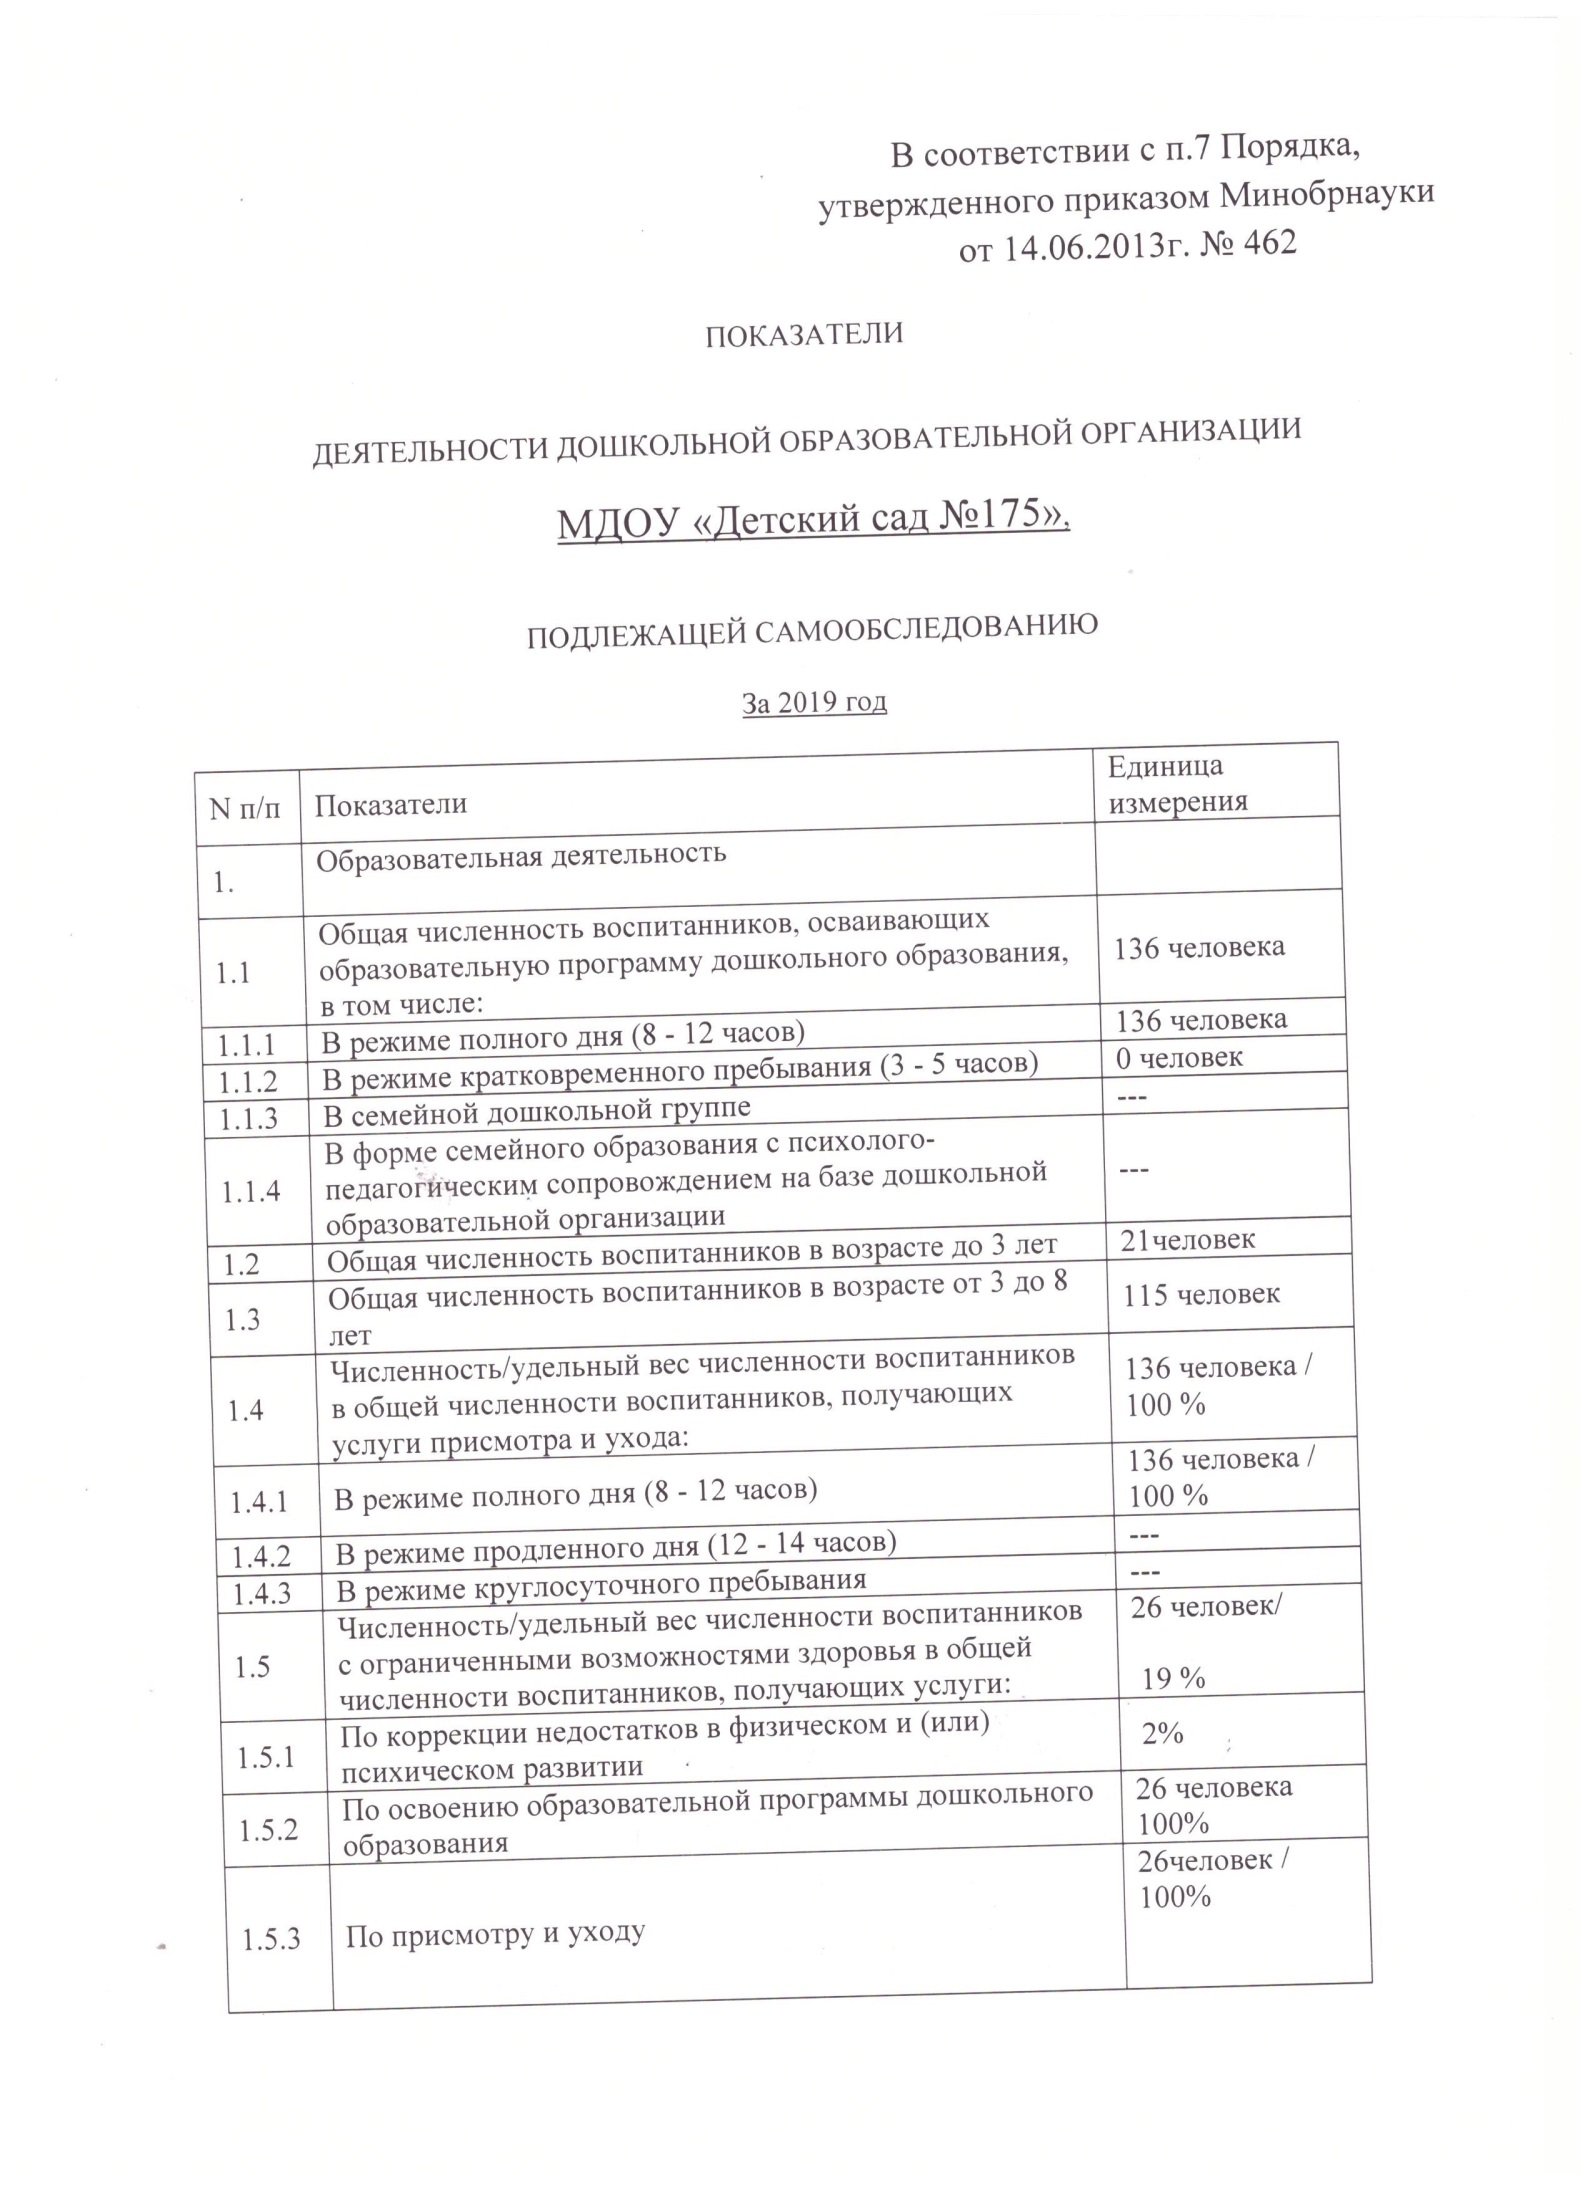 В соответствии с п.7 Порядка,
утвержденного приказом Минобрнауки
от 14.06.2013г. № 462
ПОКАЗАТЕЛИ
ДЕЯТЕЛЬНОСТИ ДОШКОЛЬНОЙ ОБРАЗОВАТЕЛЬНОЙ ОРГАНИЗАЦИИ
МДОУ «Детский сад №175».
ПОДЛЕЖАЩЕЙ САМООБСЛЕДОВАНИЮ
За 2019 год
N п/п Показатели Единица
измерения
1. Образовательная деятельность
1.1 Общая численность воспитанников, осваивающих
образовательную программу дошкольного образования,
в том числе: 136 человека
1.1.1 В режиме полного дня (8 - 12 часов) 136 человека
1.1.2 В режиме кратковременного пребывания (3 - 5 часов) 0 человек
1.1.3 В семейной дошкольной группе ---
1.1.4 В форме семейного образования с психолого-
педагогическим сопровождением на базе дошкольной
образовательной организации ---
1.2 Общая численность воспитанников в возрасте до 3 лет 21человек
1.3 Общая численность воспитанников в возрасте от 3 до 8
лет 115 человек
1.4 Численность/удельный вес численности воспитанников
в общей численности воспитанников, получающих
услуги присмотра и ухода: 136 человека /
100 %
1.4.1 В режиме полного дня (8 - 12 часов) 136 человека /
100 %
1.4.2 В режиме продленного дня (12 - 14 часов) ---
1.4.3 В режиме круглосуточного пребывания ---
1.5 Численность/удельный вес численности воспитанников
с ограниченными возможностями здоровья в общей
численности воспитанников, получающих услуги: 26 человек/
19 %
1.5.1 По коррекции недостатков в физическом и (или)
психическом развитии 2%
1.5.2 По освоению образовательной программы дошкольного
образования 26 человека
100%
1.5.3 По присмотру и уходу 26человек /
100%